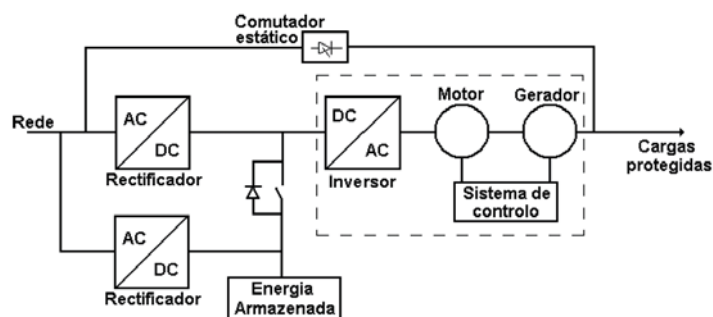 Comutador
estático
Rede
AC
DC
Rectificador
DC
AC
Inversor
Motor
Gerador
Sistema de
controlo
Cargas
protegidas
AC
DC
Rectificador
Energia
Armazenada